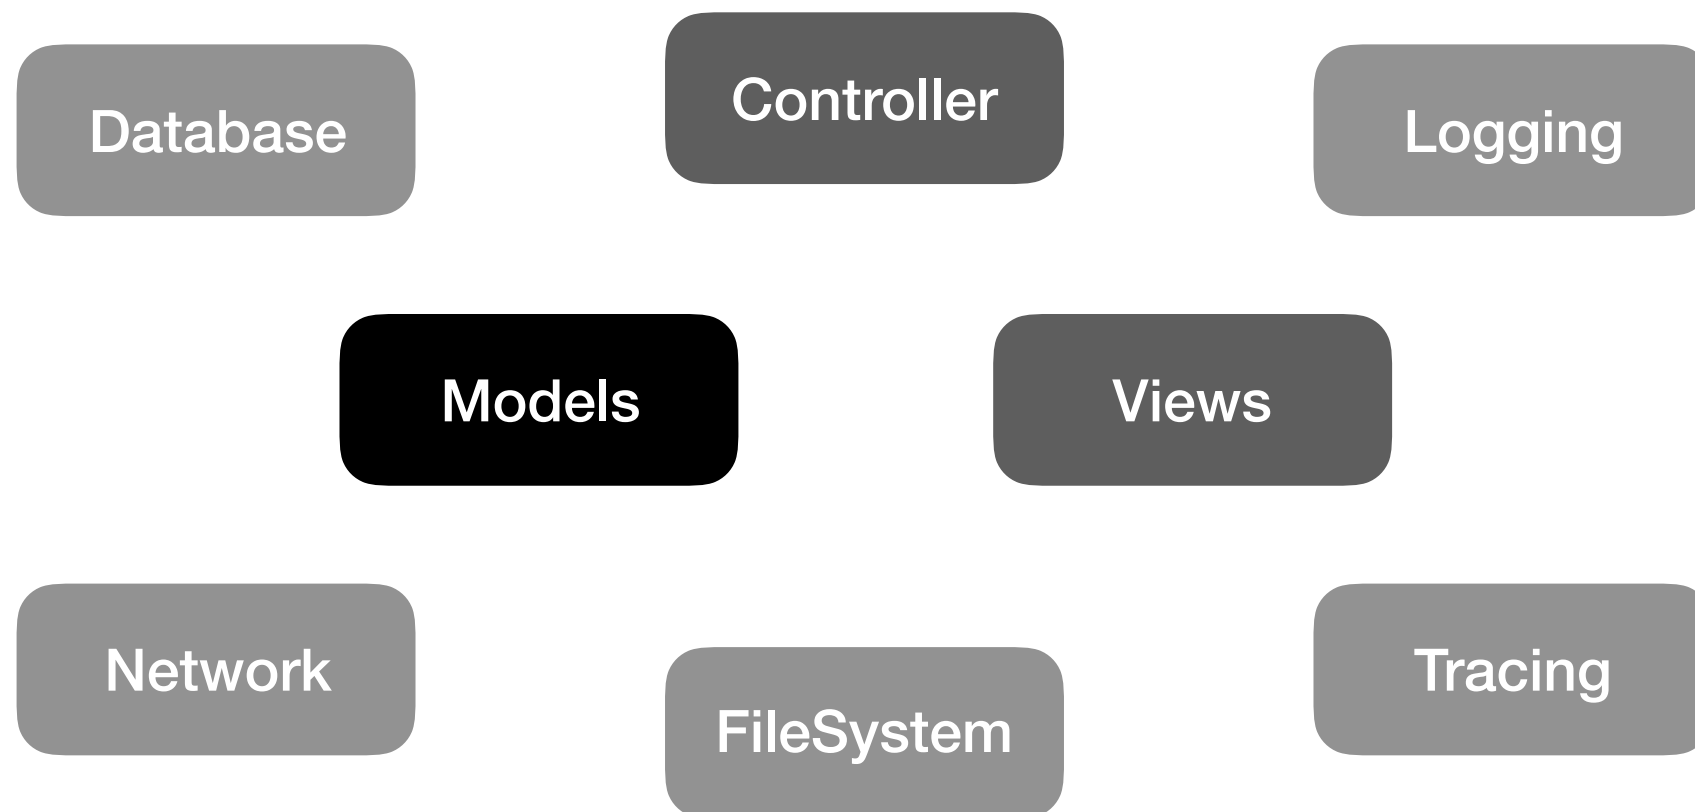 Database
Controller
Logging
Models
Views
Network
FileSystem
Tracing